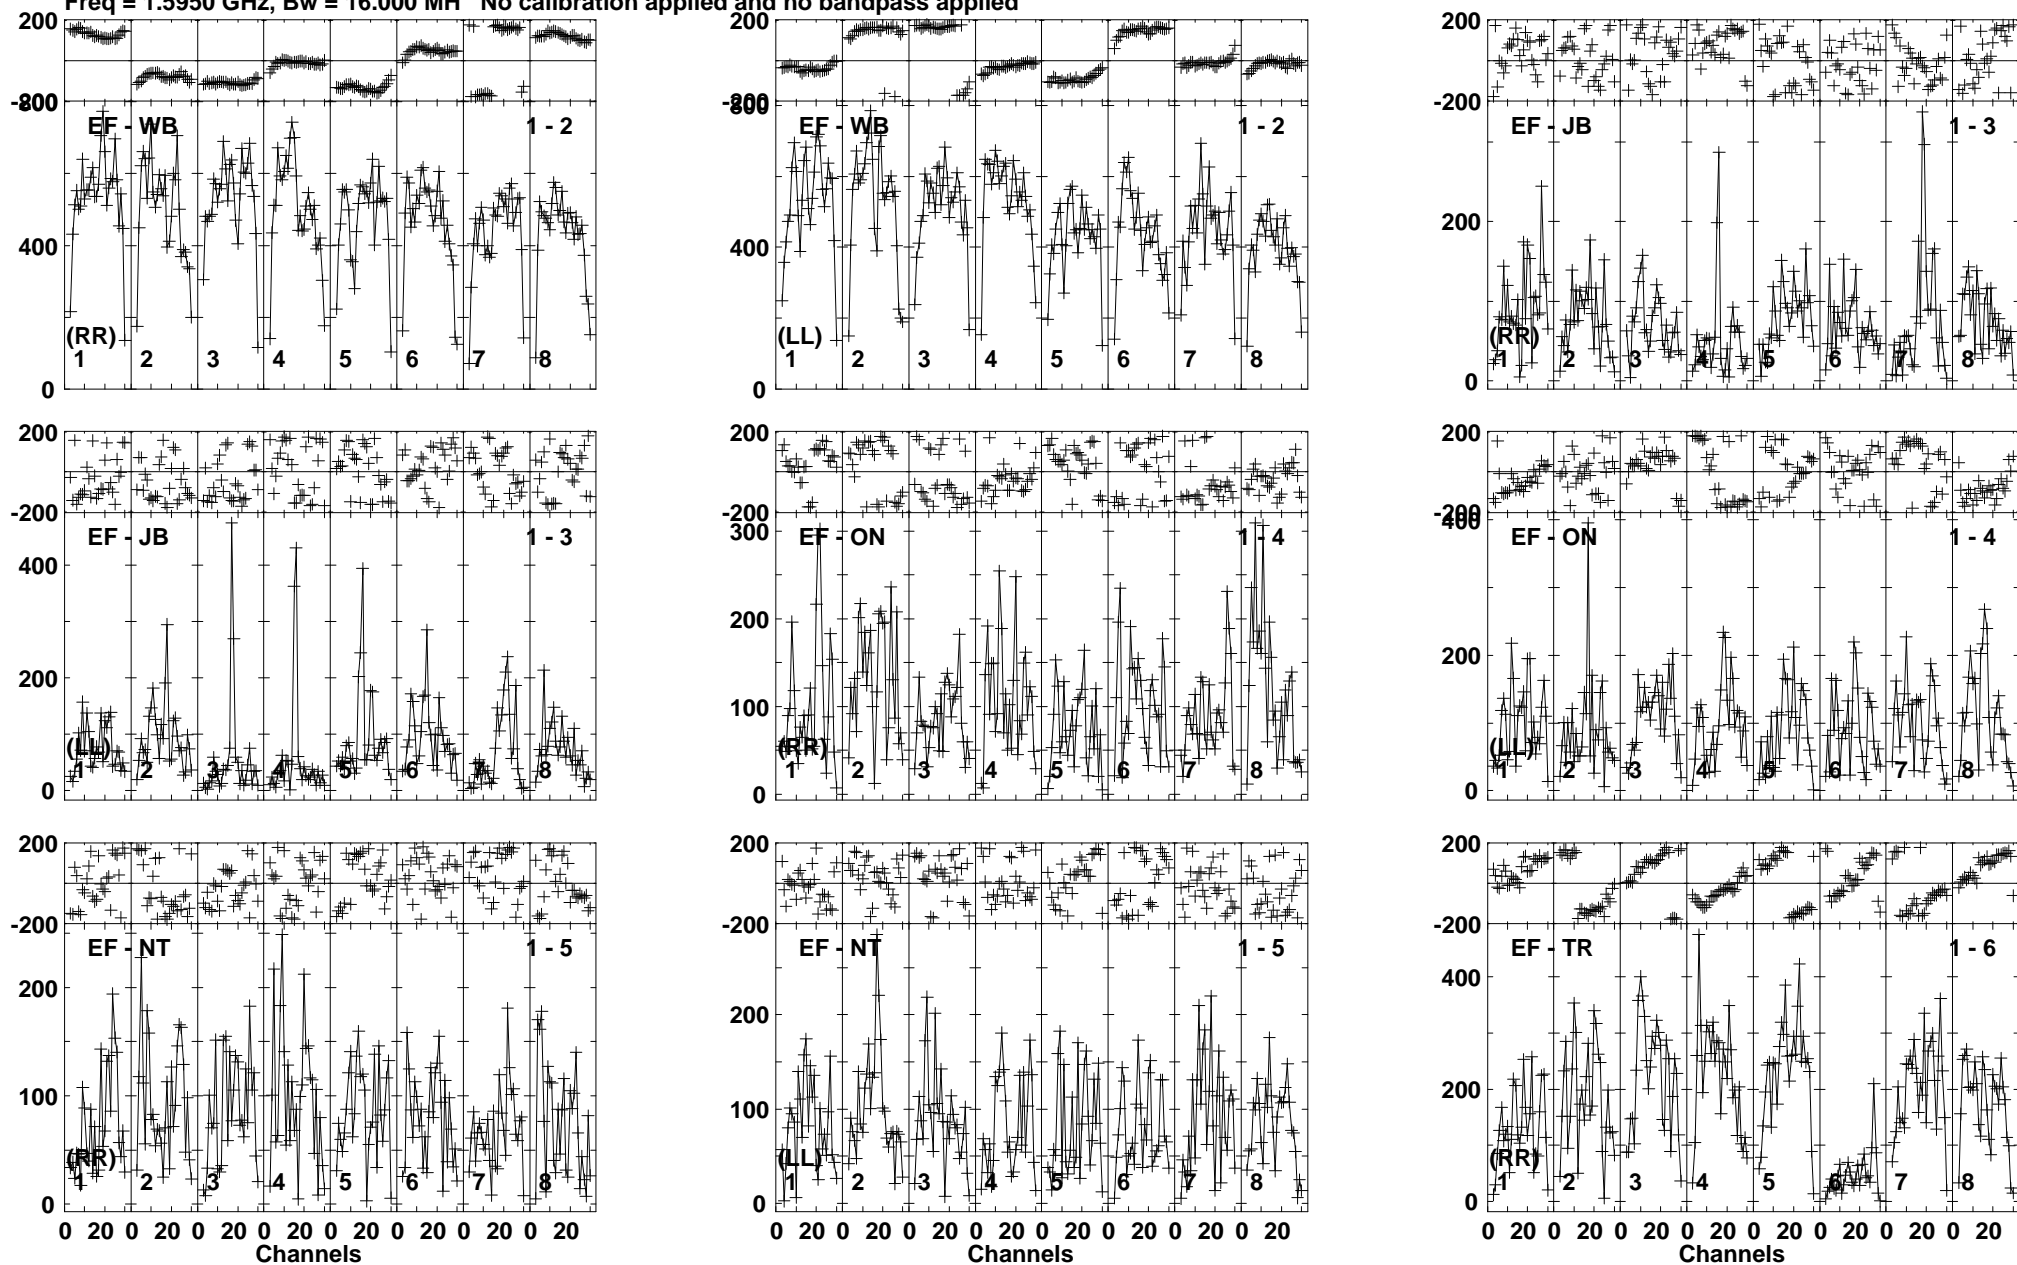 Freq = 1.5950 GHz, Bw = 16.000 MH No calibration applied and no bandpass applied
200 200 200
-200
EF - WB 1 - 2 EF - WB 1 - 2 EF - JB 1 - 3
800 800
400 400 200
(RR) (LL) (RR)
1 2 3 4 5 6 7 8 1 2 3 4 5 6 7 8 1 2 3 4 5 6 7 8
0 0 0
200 200 200
-200 -200
EF - JB 1 - 3 EF - ON 1 - 4 EF - ON 1 - 4
400 300 400
200 200 200
100
(LL) (RR) (LL)
1 2 3 4 5 6 7 8 1 2 3 4 5 6 7 8 1 2 3 4 5 6 7 8
0 0 0
200 200 200
-200 -200 -200
EF - NT 1 - 5 EF - NT 1 - 5 EF - TR 1 - 6
200 200 400
100 100 200
(RR) (LL) (RR)
1 2 3 4 5 6 7 8 1 2 3 4 5 6 7 8 1 2 3 4 5 6 7 8
0 0 0
0 20 0 20 0 20 0 20 0 20 0 20 0 20 0 20 0 20 0 20 0 20 0 20 0 20 0 20 0 20 0 20 0 20 0 20 0 20 0 20 0 20 0 20 0 20 0 20
Channels Channels Channels